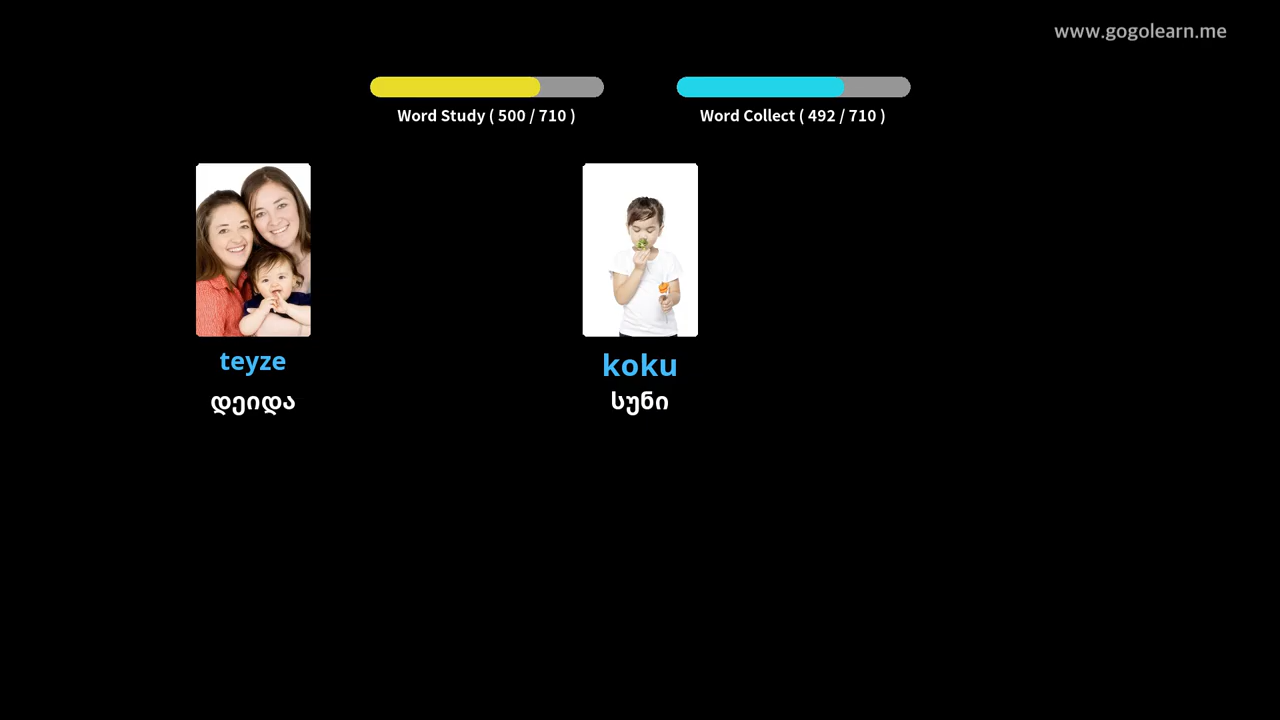 www.gogolearn.me
Word Study ( 500 / 710 )
Word Collect ( 492 / 710 )
teyze
დეიდა
koku
სუნი